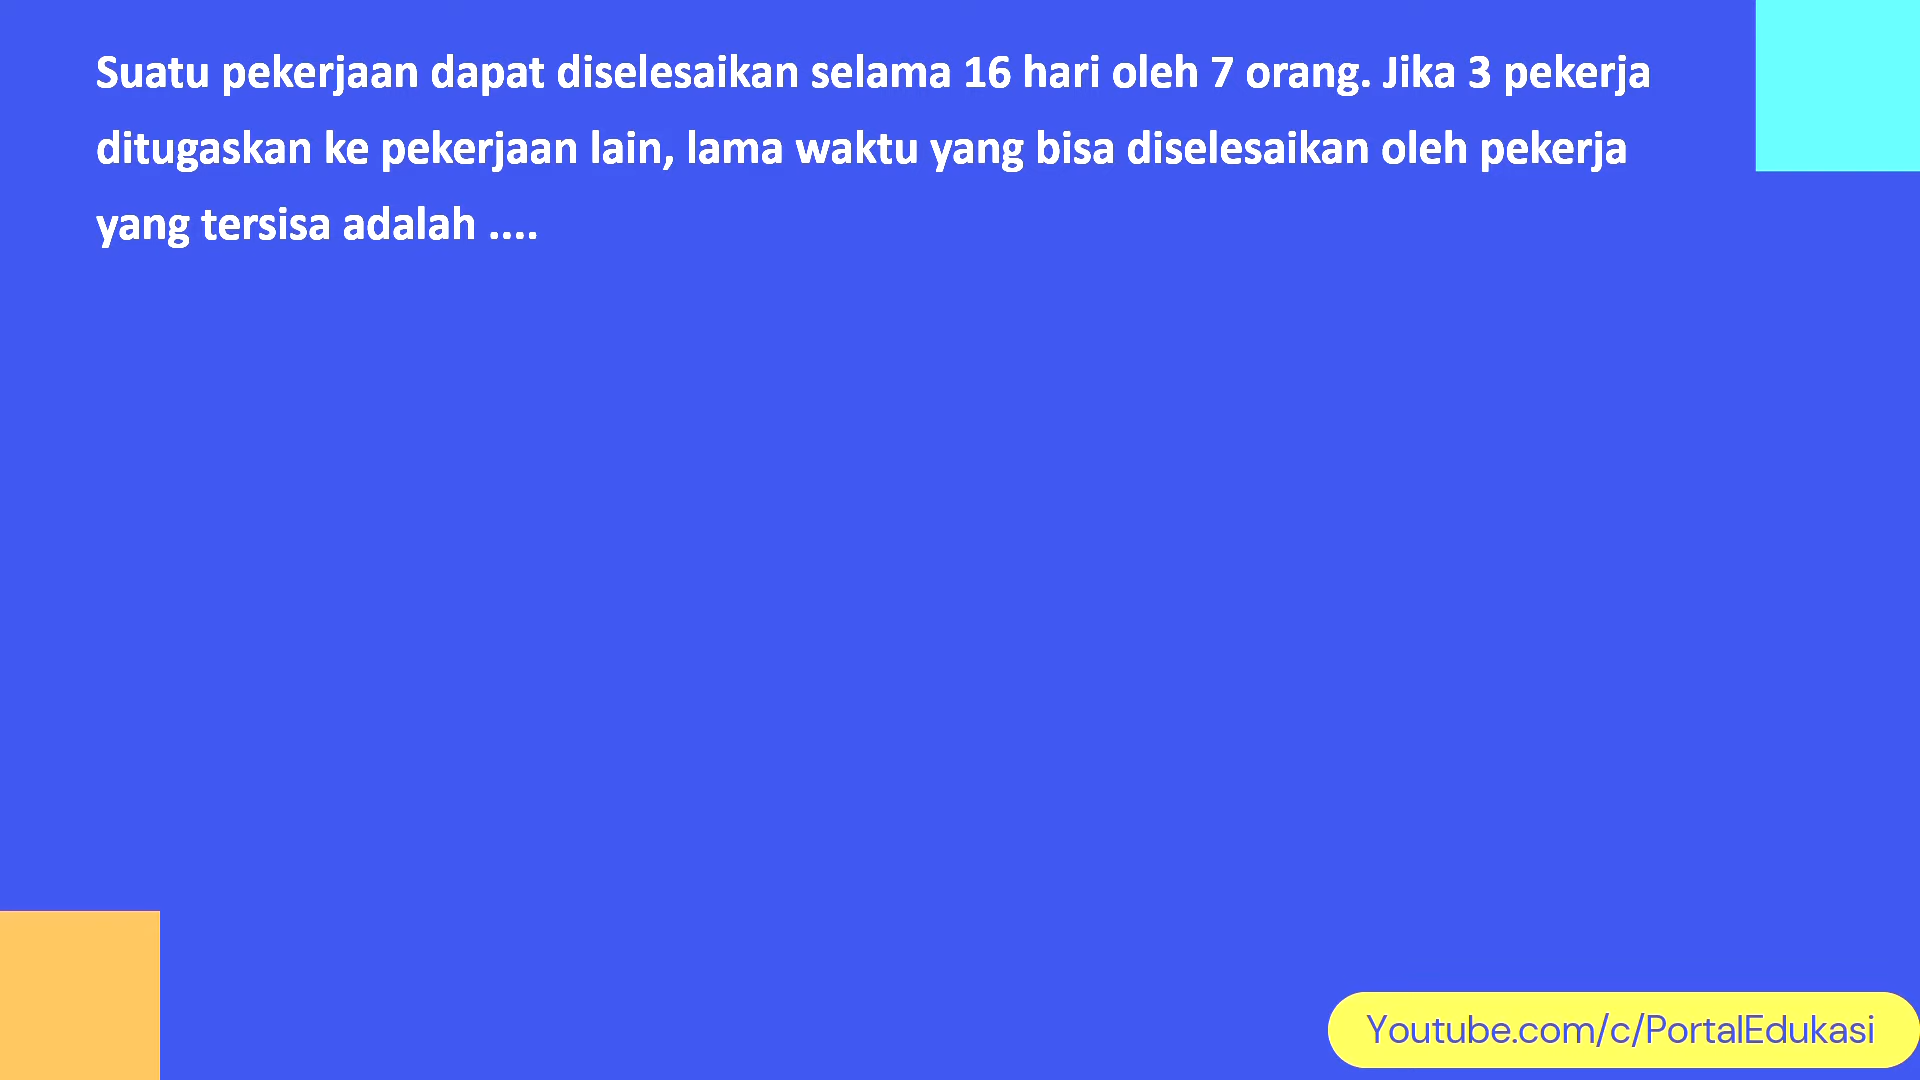 Suatu pekerjaan dapat diselesaikan selama 16 hari oleh 7 orang. Jika 3 pekerja
ditugaskan ke pekerjaan lain, lama waktu yang bisa diselesaikan oleh pekerja
yang tersisa adalah ....
Youtube.com/c/PortalEdukasi